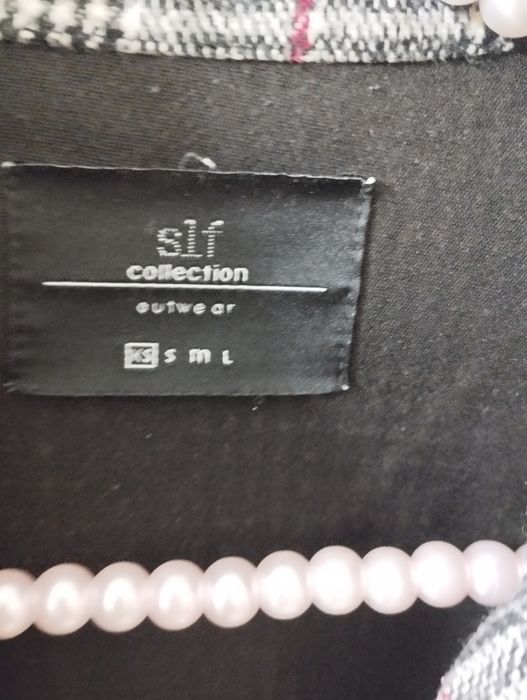 slf
collection
outwear
XS S m L